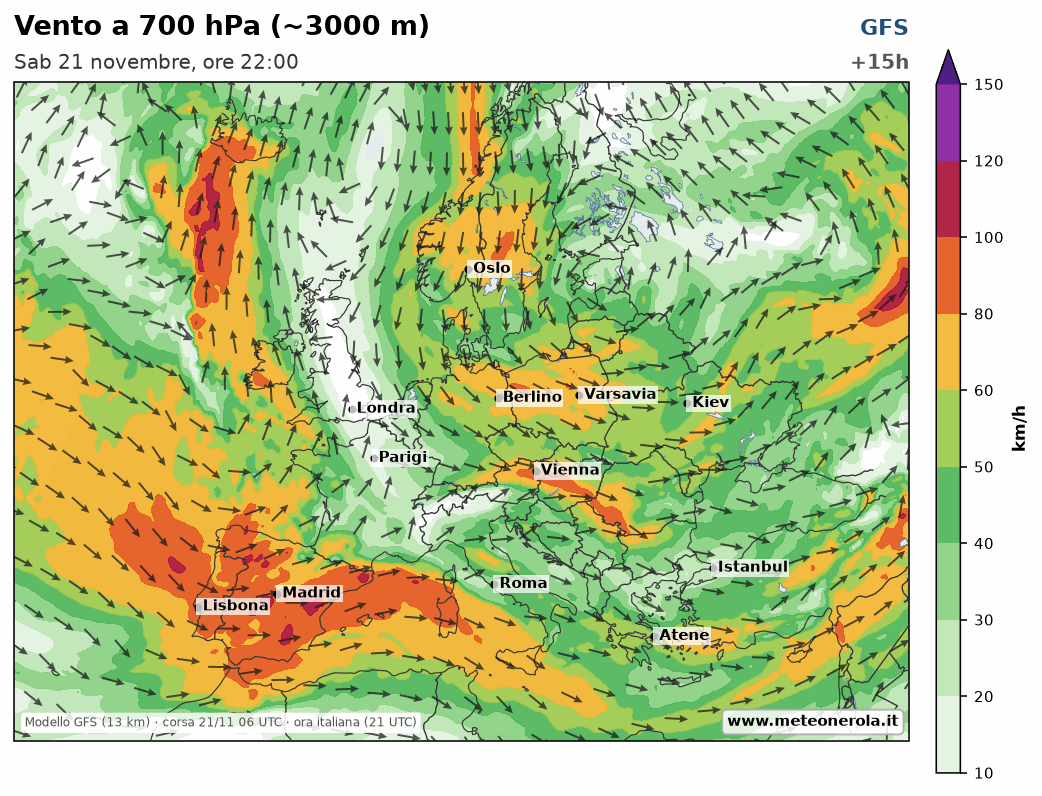 Vento a 700 hPa (~3000 m)
GFS
Sab 21 novembre, ore 22:00
+15h
150
120
100
80
60
50
40
30
20
10
km/h
Oslo
Berlino
Varsavia
Kiev
Londra
Parigi
Vienna
Istanbul
Roma
Madrid
Lisbona
Atene
Modello GFS (13 km) · corsa 21/11 06 UTC · ora italiana (21 UTC)
www.meteonerola.it